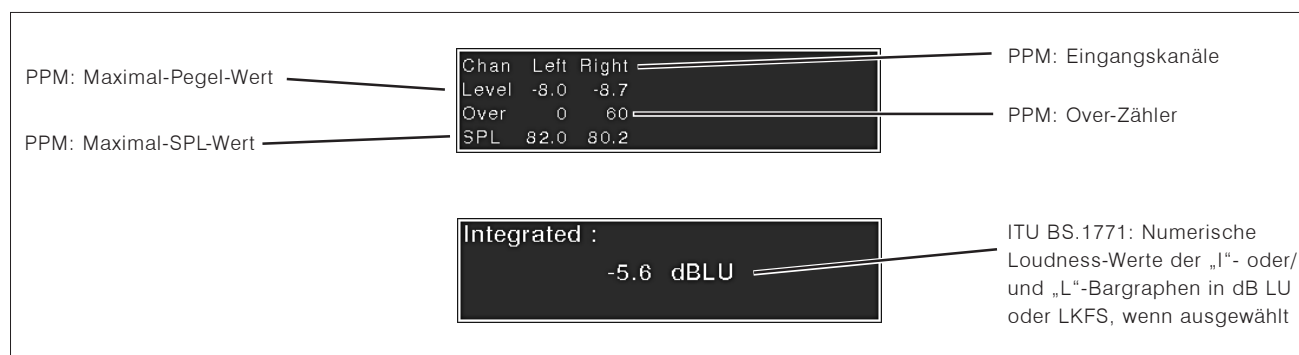 PPM: Maximal-Pegel-Wert
PPM: Maximal-SPL-Wert
Chan Left Right
Level -8.0 -8.7
Over 0 60
SPL 82.0 80.2
PPM: Eingangskanäle
PPM: Over-Zähler
Integrated :
-5.6 dBLU
ITU BS.1771: Numerische
Loudness-Werte der „I“- oder/
und „L“-Bargraphen in dB LU
oder LKFS, wenn ausgewählt